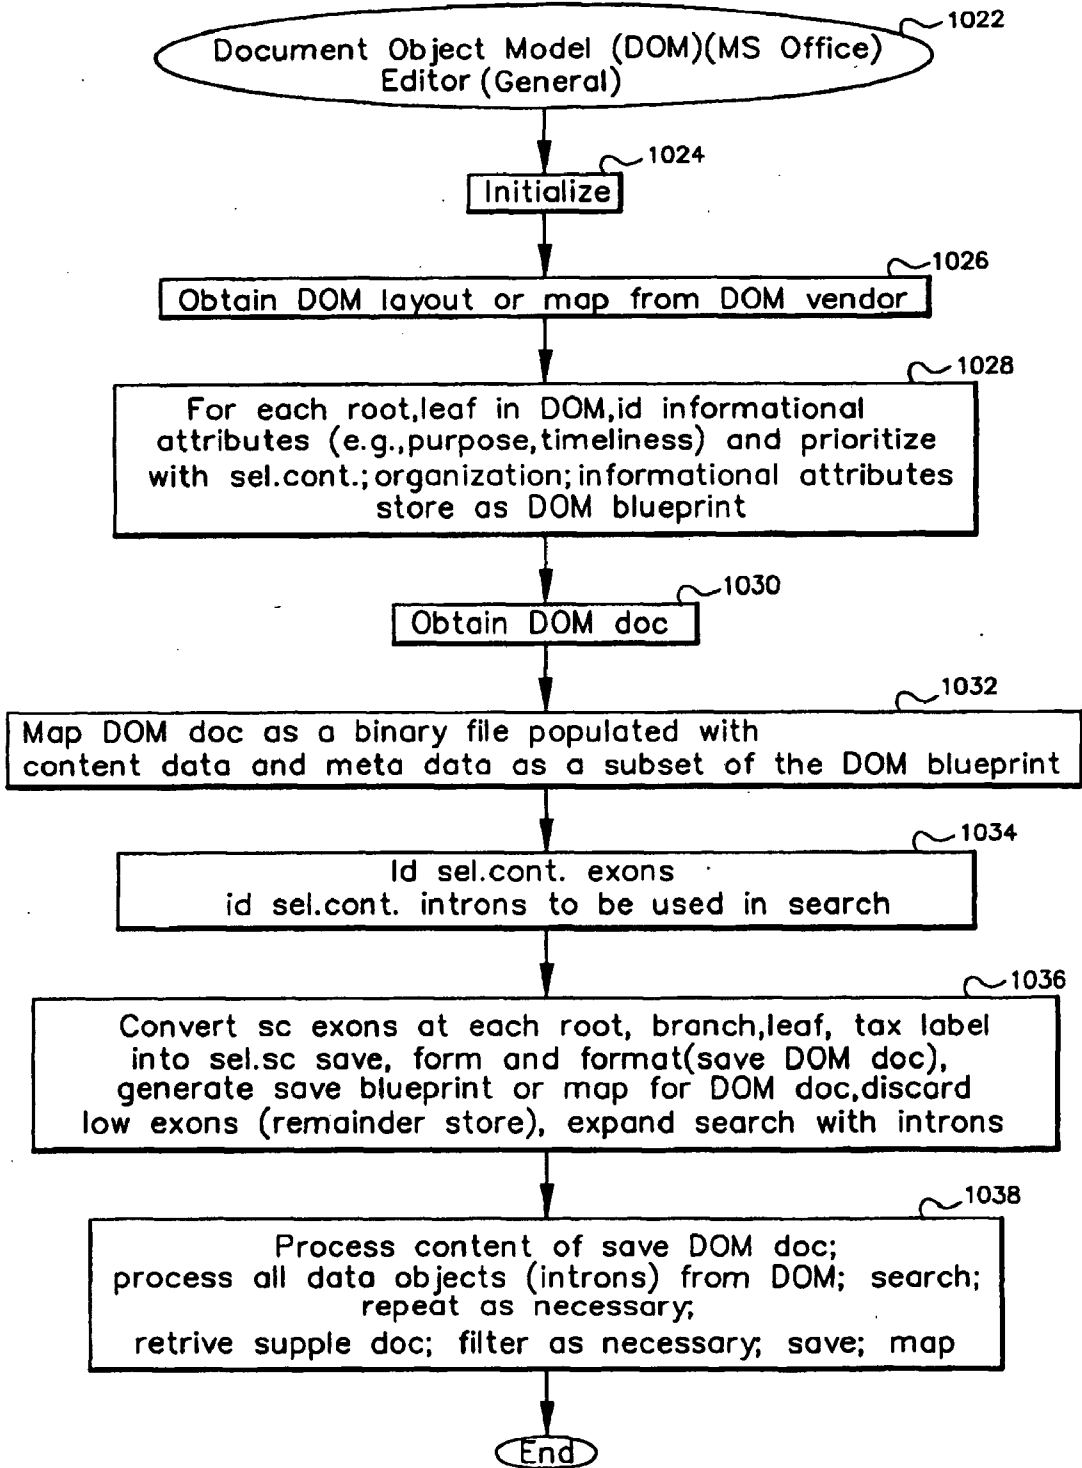 1022
Document Object Model (DOM)(MS Office)
Editor (General)
1024
Initialize
1026
Obtain DOM layout or map from DOM vendor
1028
For each root,leaf in DOM,id informational
attributes (e.g.,purpose,timeliness) and prioritize
with sel.cont.;organization;informational attributes
store as DOM blueprint
1030
Obtain DOM doc
1032
Map DOM doc as a binary file populated with
content data and meta data as a subset of the DOM blueprint
1034
Id sel.cont. exons
id sel.cont. introns to be used in search
1036
Convert sc exons at each root, branch,leaf, tax label
into sel.sc save, form and format(save DOM doc),
generate save blueprint or map for DOM doc,discard
low exons (remainder store), expand search with introns
1038
Process content of save DOM doc;
process all data objects (introns) from DOM; search;
repeat as necessary;
retrive supple doc; filter as necessary; save; map
End